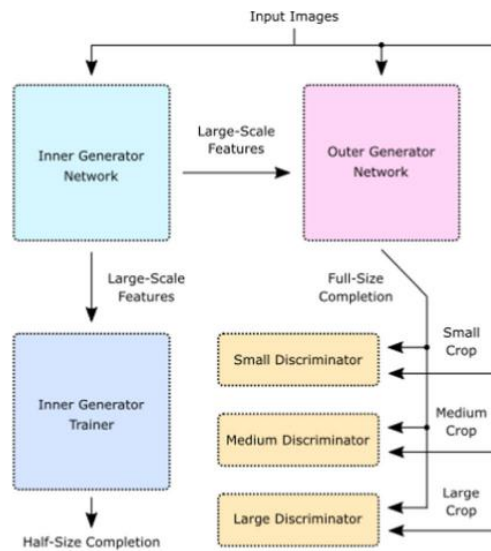 Input Images
Inner Generator
Network
Large-Scale
Features
Outer Generator
Network
Large-Scale
Features
Full-Size
Completion
Inner Generator
Trainer
Small Discriminator
Small
Crop
Medium Discriminator
Medium
Crop
Large Discriminator
Large
Crop
Half-Size Completion